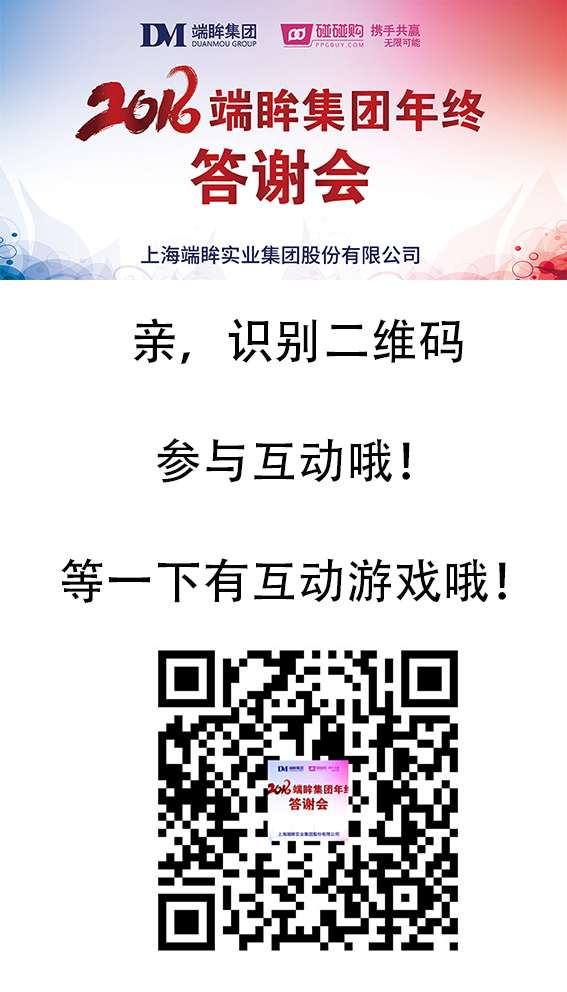 DM 端眸集团 DUANMOU GROUP 碰碰购 PPGBUY.COM 携手共赢 无限可能
2016 端眸集团年终
答谢会
上海端眸实业集团股份有限公司
亲，识别二维码
参与互动哦！
等一下有互动游戏哦！
DM 端眸集团 碰碰购
2016 端眸集团年终
答谢会
上海端眸实业集团股份有限公司